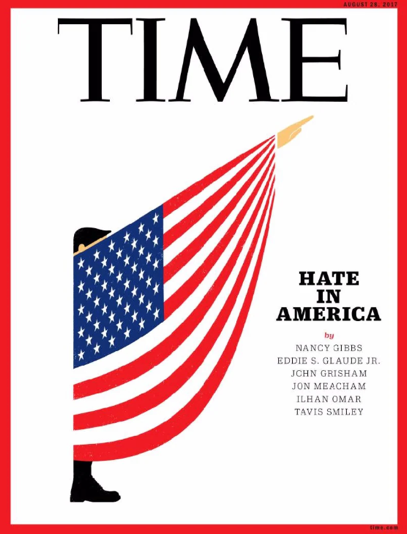 AUGUST 28, 2017
TIME
HATE
IN
AMERICA
by
NANCY GIBBS
EDDIE S. GLAUDE JR.
JOHN GRISHAM
JON MEACHAM
ILHAN OMAR
TAVIS SMILEY
time.com